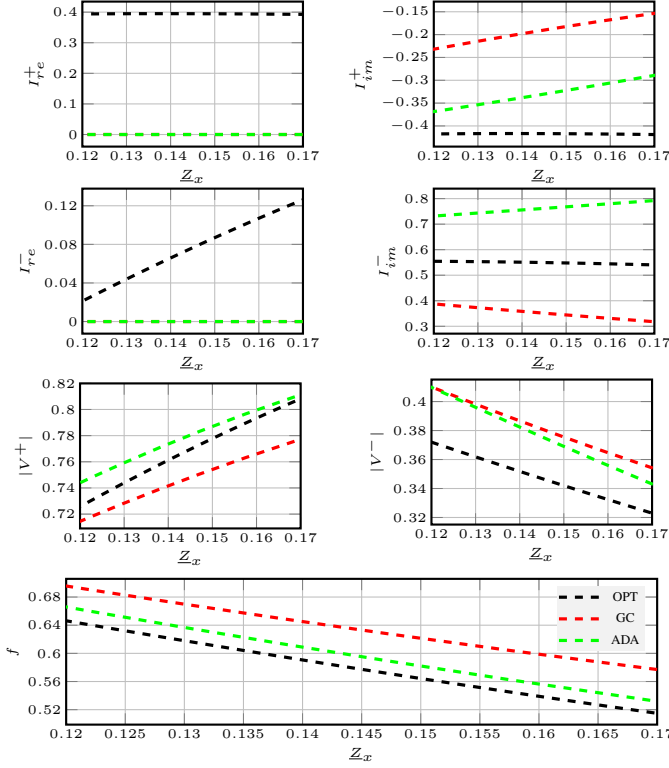 0.4
0.3
0.2
0.1
0
I⁺re
0.12 0.13 0.14 0.15 0.16 0.17
Z_x
−0.15
−0.2
−0.25
−0.3
−0.35
−0.4
I⁺im
0.12 0.13 0.14 0.15 0.16 0.17
Z_x
0.12
0.08
0.04
0
I⁻re
0.12 0.13 0.14 0.15 0.16 0.17
Z_x
0.8
0.7
0.6
0.5
0.4
0.3
I⁻im
0.12 0.13 0.14 0.15 0.16 0.17
Z_x
0.82
0.8
0.78
0.76
0.74
0.72
|V⁺|
0.12 0.13 0.14 0.15 0.16 0.17
Z_x
0.4
0.38
0.36
0.34
0.32
|V⁻|
0.12 0.13 0.14 0.15 0.16 0.17
Z_x
0.68
0.64
0.6
0.56
0.52
f
OPT
GC
ADA
0.12 0.125 0.13 0.135 0.14 0.145 0.15 0.155 0.16 0.165 0.17
Z_x